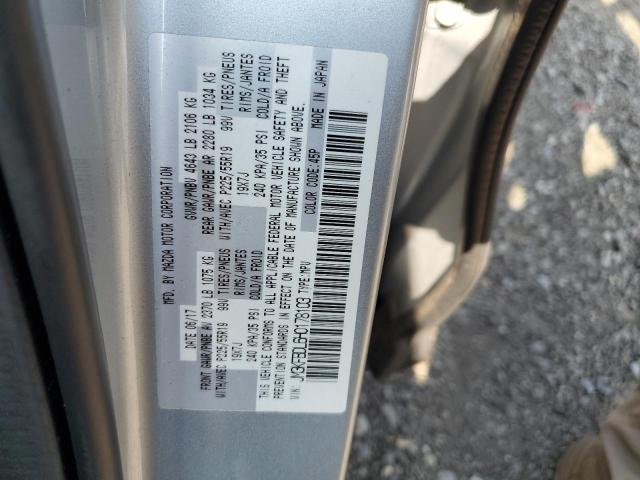 MFD. BY MAZDA MOTOR CORPORATION
DATE: 06/17 GVWR/PNBV 4643 LB 2106 KG
FRONT GAWR/PNBE AV 2370 LB 1075 KG REAR GAWR/PNBE AR 2280 LB 1034 KG
WITH/AVEC P225/55R19 99V TIRES/PNEUS WITH/AVEC P225/55R19 99V TIRES/PNEUS
19X7J RIMS/JANTES 19X7J RIMS/JANTES
240 KPA/35 PSI COLD/A FROID 240 KPA/35 PSI COLD/A FROID
THIS VEHICLE CONFORMS TO ALL APPLICABLE FEDERAL MOTOR VEHICLE SAFETY AND THEFT
PREVENTION STANDARDS IN EFFECT ON THE DATE OF MANUFACTURE SHOWN ABOVE.
VIN: JM3KFBDL6H0178103 TYPE:MPV COLOR CODE:45P MADE IN JAPAN